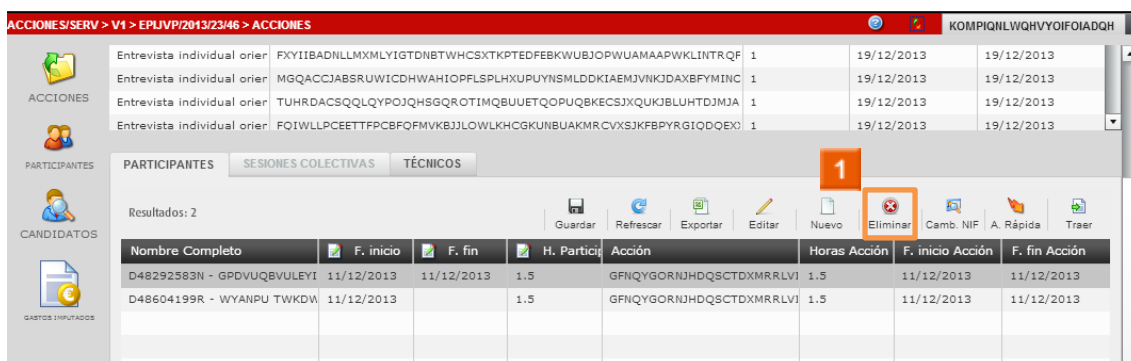 ACCIONES/SERV > V1 > EPIJVP/2013/23/46 > ACCIONES
KOMPIQNLWQHVYOIFOIADQH
Entrevista individual orier FXYIIBADNLLMXMLYIGTDNBTWHCSXTKPTEDFEBKWUBJOPWUAMAAPWKLINTRQF 1 19/12/2013 19/12/2013
Entrevista individual orier MGQACCJABSRUWICDHWAHIOPFLSPLHXUPUYNSMLDDKIAEMJVNKJDAXBFYMINC 1 19/12/2013 19/12/2013
Entrevista individual orier TUHRDACSQQLQYPOJQHSGQROTIMQBUUETQOPUQBKECSJXQUKJBLUHTDJMJA 1 19/12/2013 19/12/2013
Entrevista individual orier FQIWLLPCEETTFPCBFQFMVKBJJLOWLKHCGKUNBUAKMRCVXSJKFBPYRGIQDQEX 1 19/12/2013 19/12/2013
ACCIONES
PARTICIPANTES
CANDIDATOS
GASTOS IMPUTADOS
PARTICIPANTES SESIONES COLECTIVAS TÉCNICOS
1
Resultados: 2
Guardar Refrescar Exportar Editar Nuevo Eliminar Camb. NIF A. Rápida Traer
Nombre Completo F. inicio F. fin H. Particip Acción Horas Acción F. inicio Acción F. fin Acción
D48292583N - GPDVUQBVULEYI 11/12/2013 11/12/2013 1.5 GFNQYGORNJHDQSCTDXMRRLVI 1.5 11/12/2013 11/12/2013
D48604199R - WYANPU TWKDW 11/12/2013 1.5 GFNQYGORNJHDQSCTDXMRRLVI 1.5 11/12/2013 11/12/2013